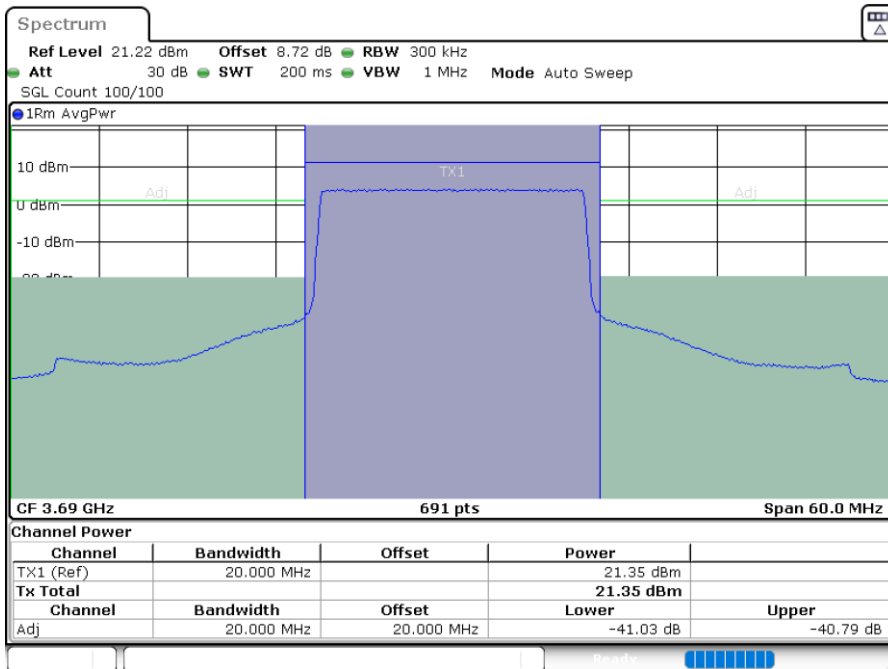 Spectrum
Ref Level 21.22 dBm Offset 8.72 dB RBW 300 kHz
Att 30 dB SWT 200 ms VBW 1 MHz Mode Auto Sweep
SGL Count 100/100
1Rm AvgPwr
10 dBm
TX1
Adj Adj
0 dBm
-10 dBm
-20 dBm
CF 3.69 GHz 691 pts Span 60.0 MHz
Channel Power
Channel Bandwidth Offset Power
TX1 (Ref) 20.000 MHz 21.35 dBm
Tx Total 21.35 dBm
Channel Bandwidth Offset Lower Upper
Adj 20.000 MHz 20.000 MHz -41.03 dB -40.79 dB
Ready